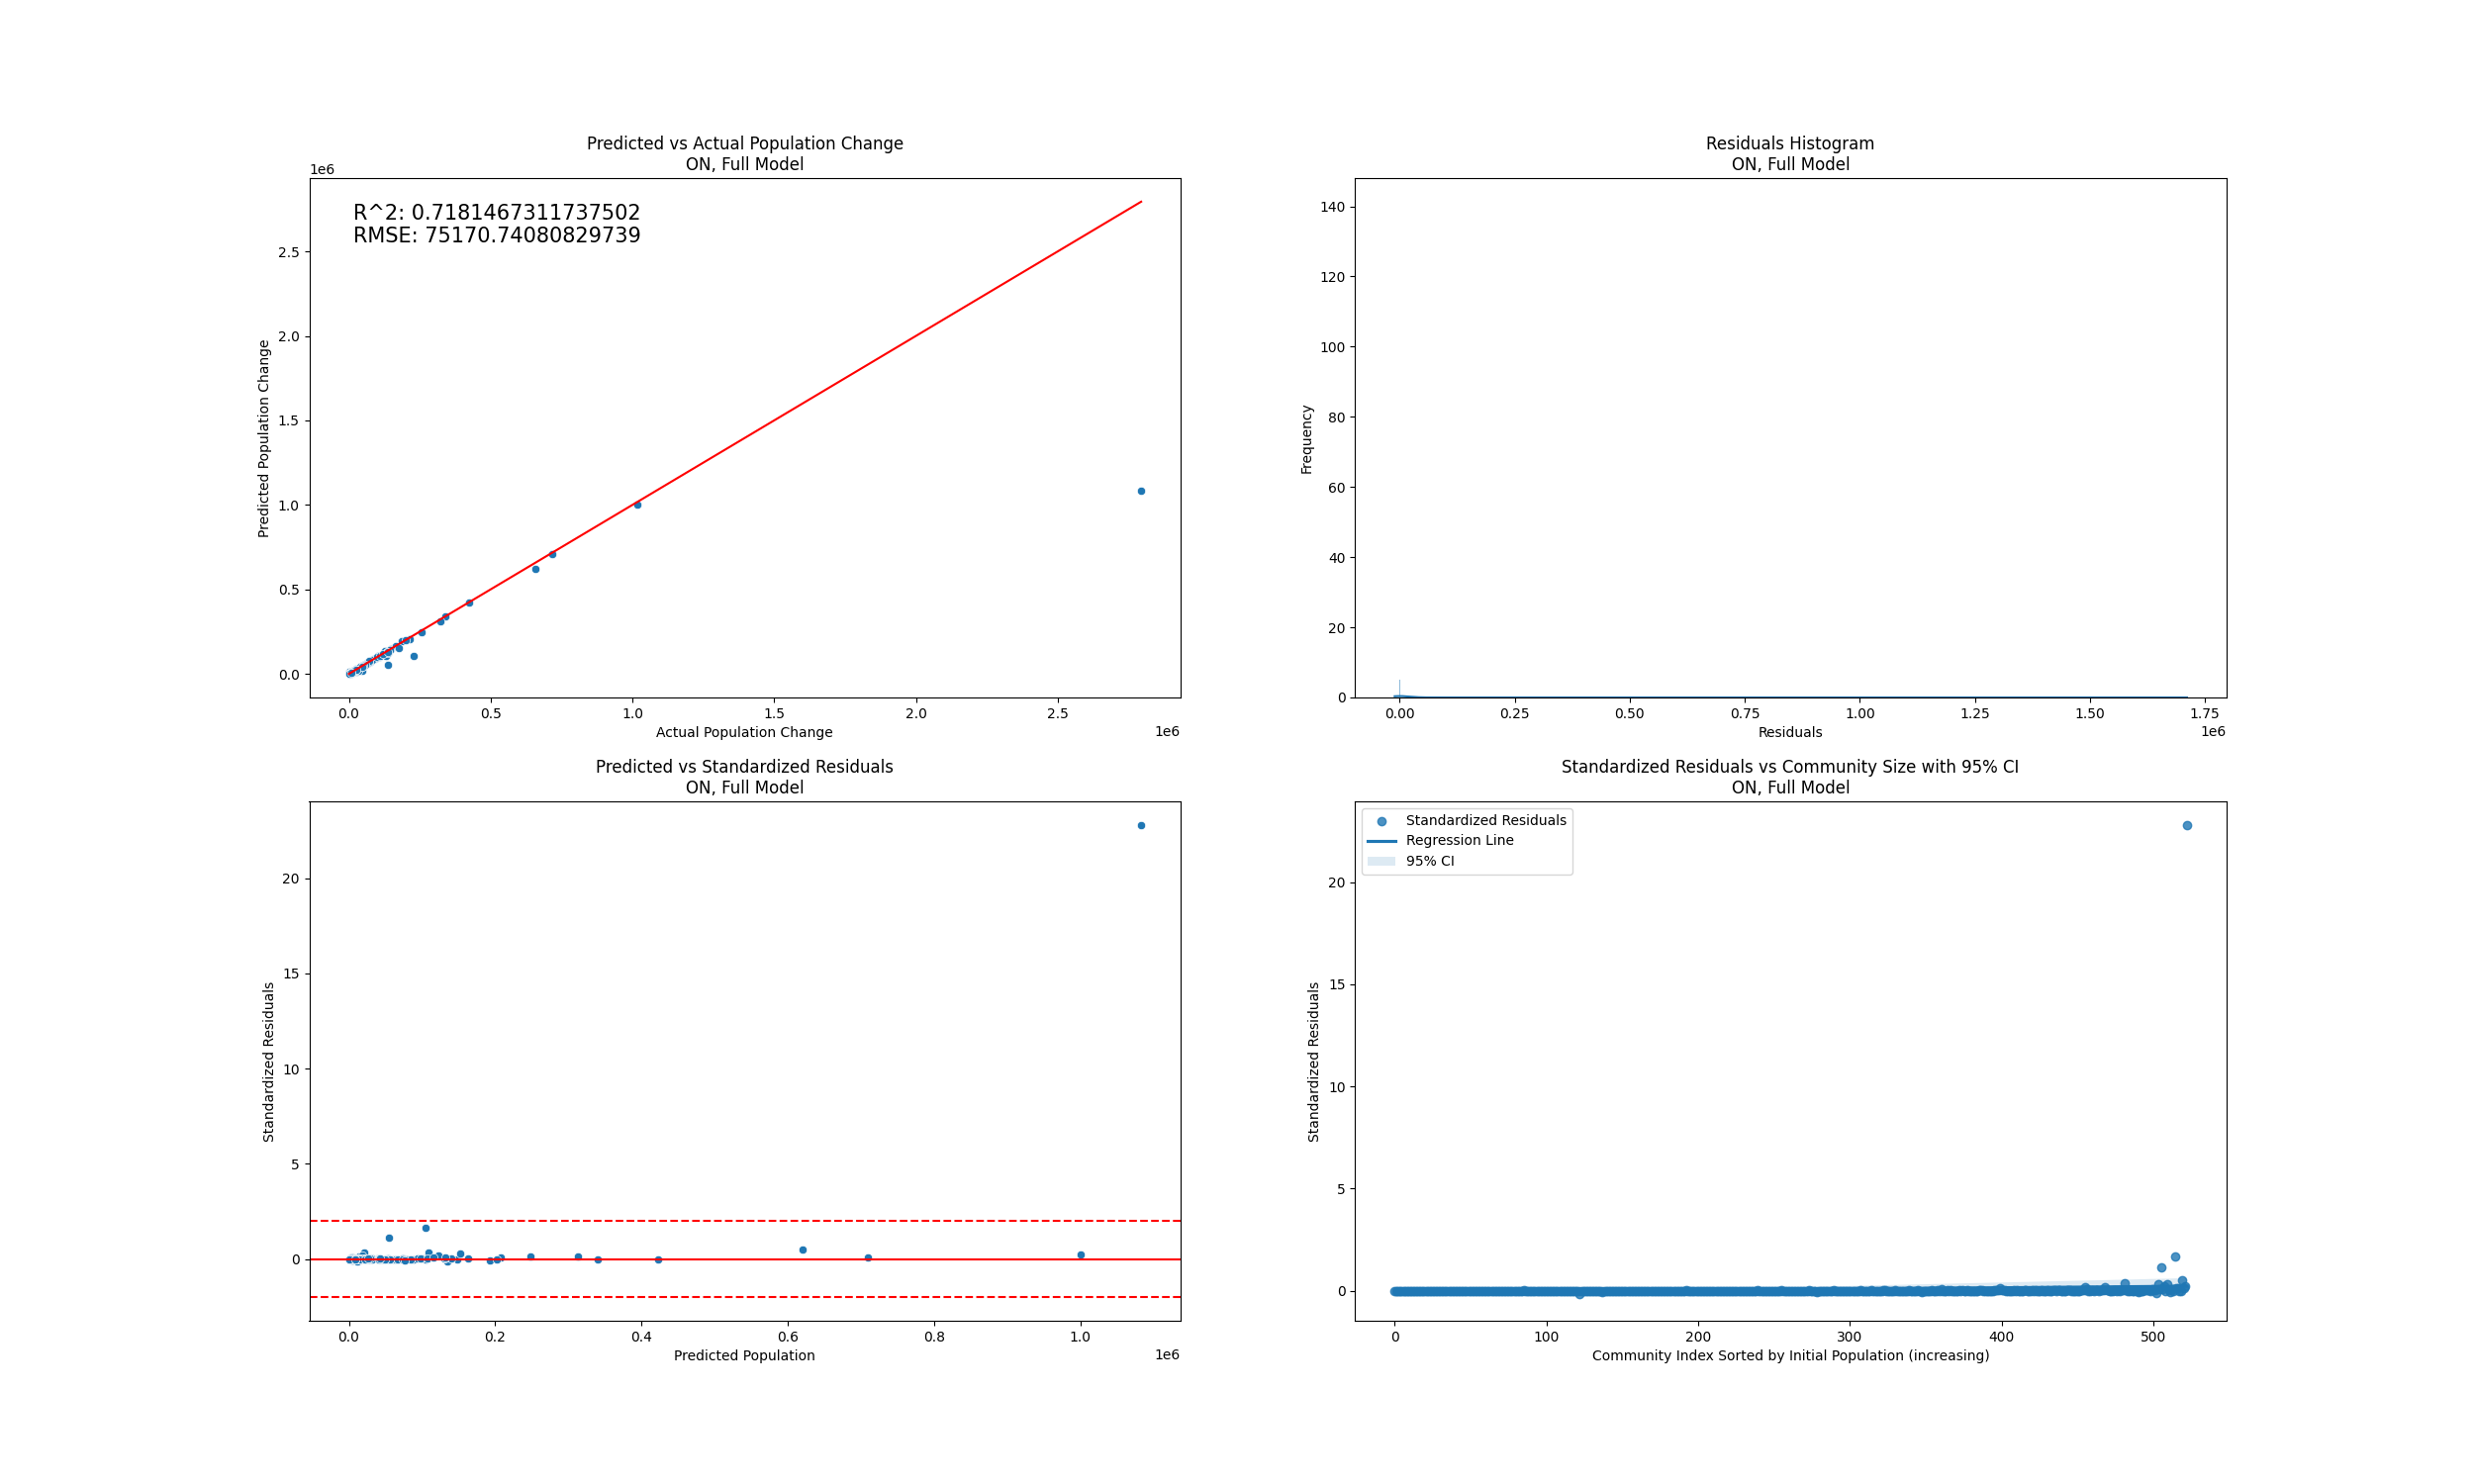 Predicted vs Actual Population Change
ON, Full Model
1e6
R^2: 0.7181467311737502
RMSE: 75170.74080829739
2.5
2.0
1.5
1.0
0.5
0.0
Predicted Population Change
0.0 0.5 1.0 1.5 2.0 2.5
Actual Population Change
1e6
Residuals Histogram
ON, Full Model
140
120
100
80
60
40
20
0
Frequency
0.00 0.25 0.50 0.75 1.00 1.25 1.50 1.75
Residuals
1e6
Predicted vs Standardized Residuals
ON, Full Model
20
15
10
5
0
Standardized Residuals
0.0 0.2 0.4 0.6 0.8 1.0
Predicted Population
1e6
Standardized Residuals vs Community Size with 95% CI
ON, Full Model
Standardized Residuals
Regression Line
95% CI
20
15
10
5
0
Standardized Residuals
0 100 200 300 400 500
Community Index Sorted by Initial Population (increasing)